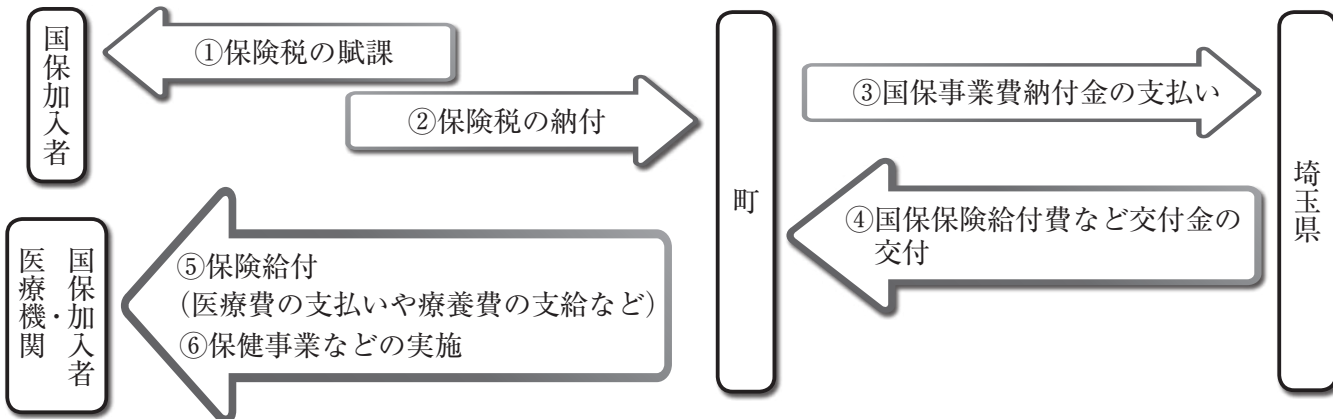 国保加入者
①保険税の賦課
②保険税の納付
町
③国保事業費納付金の支払い
埼玉県
④国保保険給付費など交付金の
交付
国保加入者・
医療機関
⑤保険給付
（医療費の支払いや療養費の支給など）
⑥保健事業などの実施